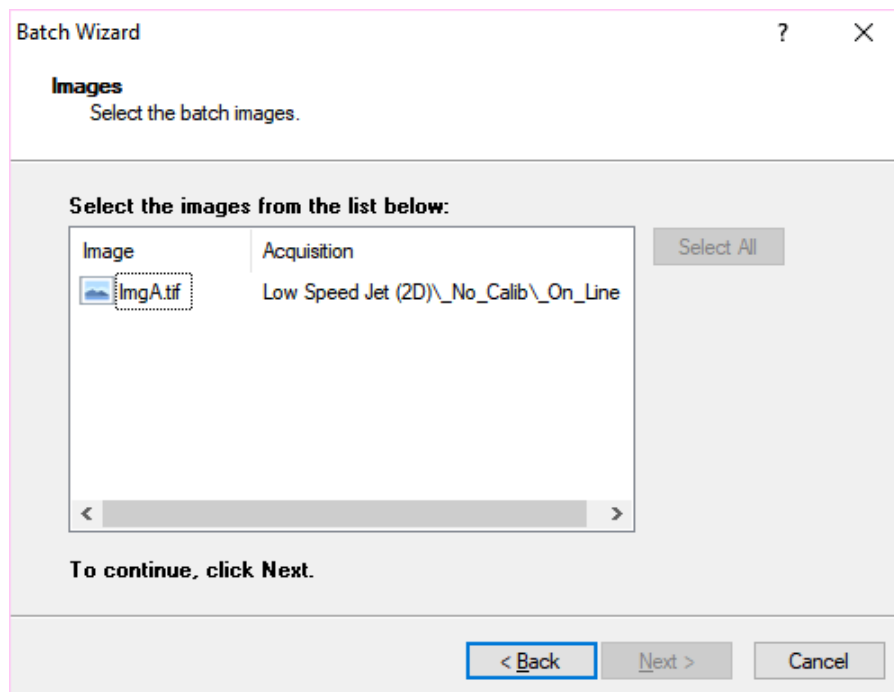 Batch Wizard ?
Images
Select the batch images.
Select the images from the list below:
Image Acquisition
ImgA.tif Low Speed Jet (2D)\_No_Calib\_On_Line
Select All
To continue, click Next.
< Back Next > Cancel